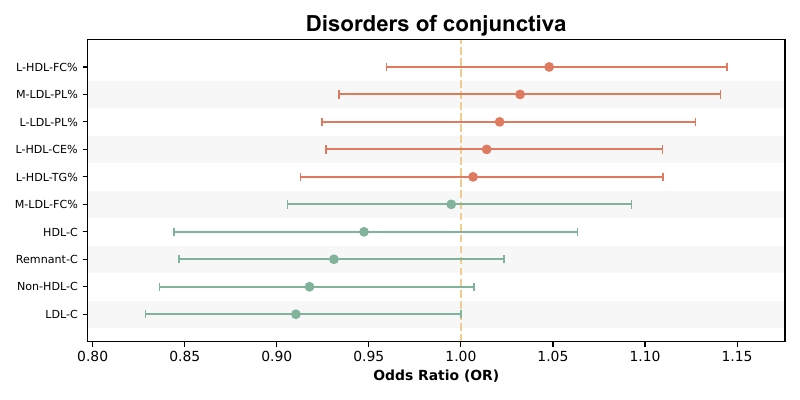 Disorders of conjunctiva
L-HDL-FC%
M-LDL-PL%
L-LDL-PL%
L-HDL-CE%
L-HDL-TG%
M-LDL-FC%
HDL-C
Remnant-C
Non-HDL-C
LDL-C
0.80 0.85 0.90 0.95 1.00 1.05 1.10 1.15
Odds Ratio (OR)